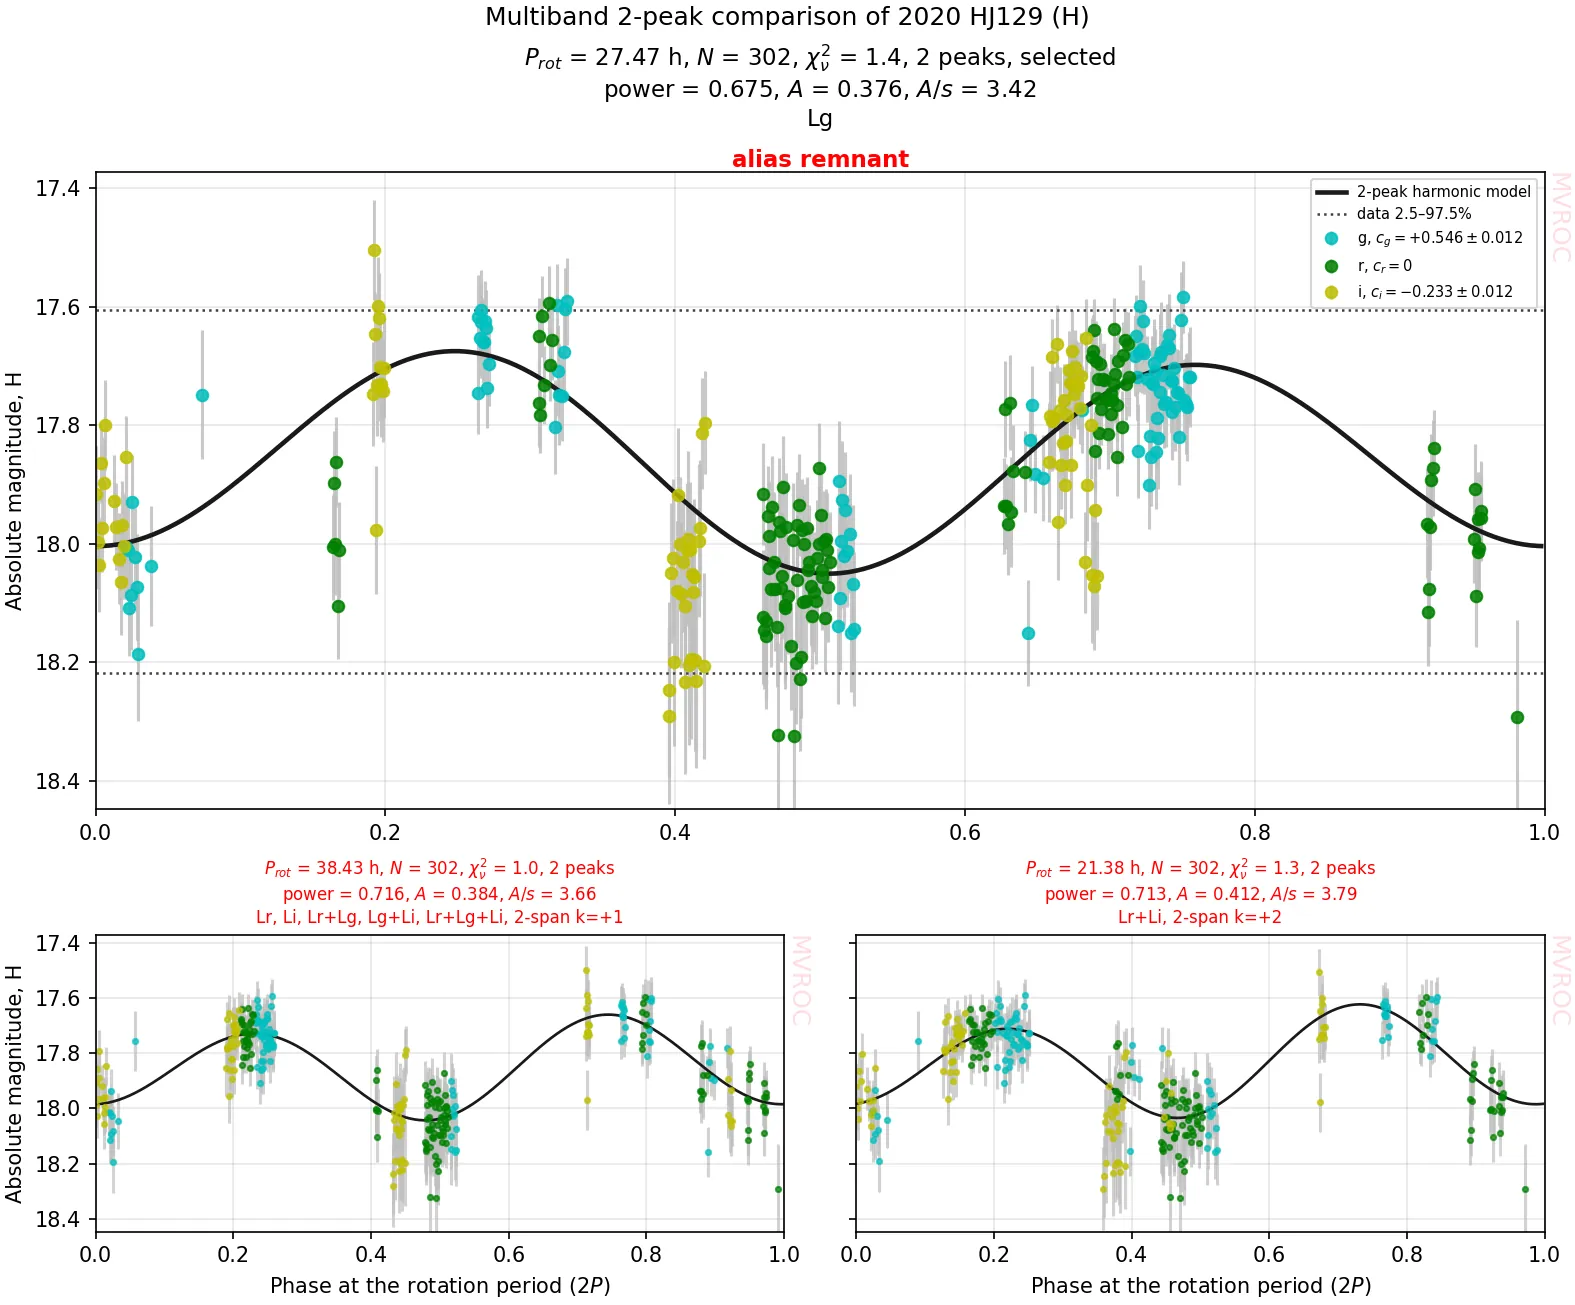 Multiband 2-peak comparison of 2020 HJ129 (H)
P_rot = 27.47 h, N = 302, χ²_ν = 1.4, 2 peaks, selected
power = 0.675, A = 0.376, A/s = 3.42
Lg
alias remnant
MVROC
2-peak harmonic model
data 2.5–97.5%
g, c_g = +0.546 ± 0.012
r, c_r = 0
i, c_i = −0.233 ± 0.012
Absolute magnitude, H
17.4
17.6
17.8
18.0
18.2
18.4
0.0 0.2 0.4 0.6 0.8 1.0
P_rot = 38.43 h, N = 302, χ²_ν = 1.0, 2 peaks
power = 0.716, A = 0.384, A/s = 3.66
Lr, Li, Lr+Lg, Lg+Li, Lr+Lg+Li, 2-span k=+1
MVROC
Absolute magnitude, H
17.4
17.6
17.8
18.0
18.2
18.4
0.0 0.2 0.4 0.6 0.8 1.0
Phase at the rotation period (2P)
P_rot = 21.38 h, N = 302, χ²_ν = 1.3, 2 peaks
power = 0.713, A = 0.412, A/s = 3.79
Lr+Li, 2-span k=+2
MVROC
0.0 0.2 0.4 0.6 0.8 1.0
Phase at the rotation period (2P)